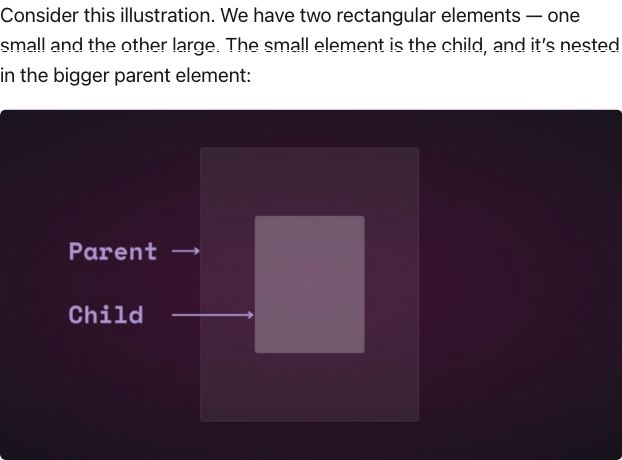 Consider this illustration. We have two rectangular elements — one
small and the other large. The small element is the child, and it’s nested
in the bigger parent element:
Parent
Child